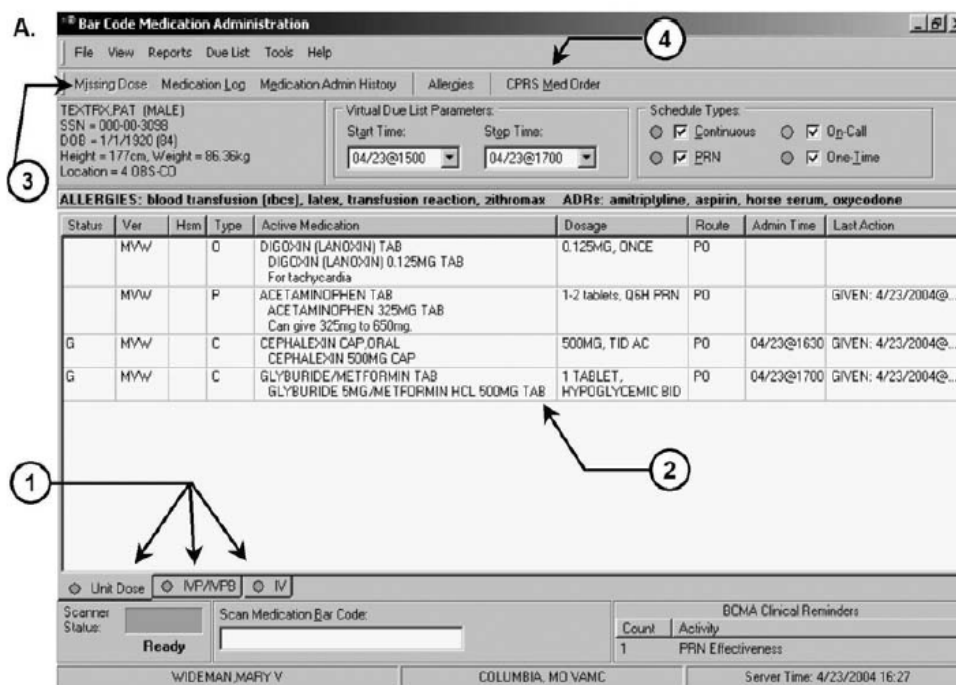 A.
Bar Code Medication Administration
File View Reports Due List Tools Help
4
Missing Dose Medication Log Medication Admin History Allergies CPRS Med Order
TEXTRX,PAT (MALE)
SSN = 000-00-3098
DOB = 1/1/1920 (84)
Height = 177cm, Weight = 86.36kg
Location = 4 OBS-CO
3
Virtual Due List Parameters:
Start Time: Stop Time:
04/23@1500 04/23@1700
Schedule Types:
Continuous On-Call
PRN One-Time
ALLERGIES: blood transfusion (rbcs), latex, transfusion reaction, zithromax ADRs: amitriptyline, aspirin, horse serum, oxycodone
Status Ver Hsm Type Active Medication Dosage Route Admin Time Last Action
MVW O DIGOXIN (LANOXIN) TAB 0.125MG, ONCE PO
DIGOXIN (LANOXIN) 0.125MG TAB
For tachycardia
MVW P ACETAMINOPHEN TAB 1-2 tablets, Q6H PRN PO GIVEN: 4/23/2004@...
ACETAMINOPHEN 325MG TAB
Can give 325mg to 650mg.
G MVW C CEPHALEXIN CAP,ORAL 500MG, TID AC PO 04/23@1630 GIVEN: 4/23/2004@...
CEPHALEXIN 500MG CAP
G MVW C GLYBURIDE/METFORMIN TAB 1 TABLET, PO 04/23@1700 GIVEN: 4/23/2004@...
GLYBURIDE 5MG/METFORMIN HCL 500MG TAB HYPOGLYCEMIC BID
2
1
Unit Dose IVP/IVPB IV
Scanner Status:
Ready
Scan Medication Bar Code:
BCMA Clinical Reminders
Count Activity
1 PRN Effectiveness
WIDEMAN,MARY V COLUMBIA, MO VAMC Server Time: 4/23/2004 16:27